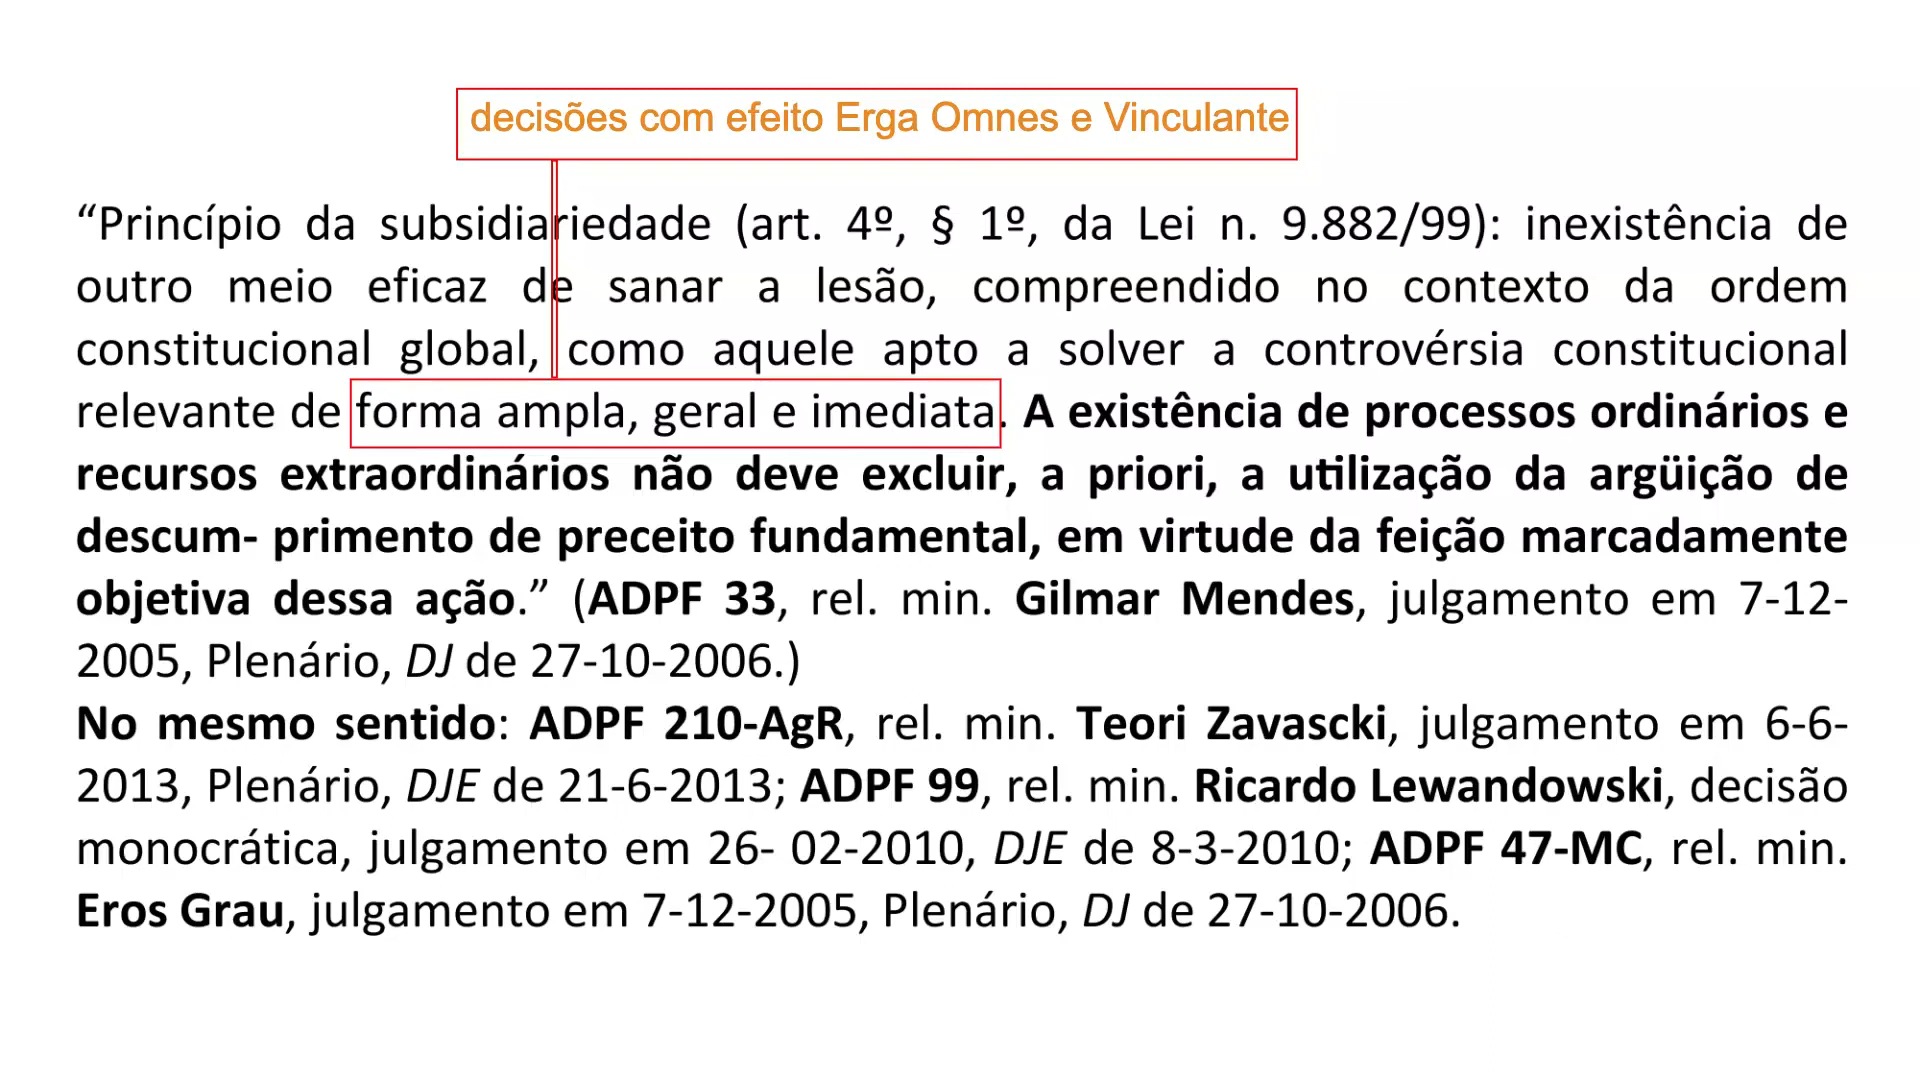 decisões com efeito Erga Omnes e Vinculante
“Princípio da subsidiariedade (art. 4º, § 1º, da Lei n. 9.882/99): inexistência de
outro meio eficaz de sanar a lesão, compreendido no contexto da ordem
constitucional global, como aquele apto a solver a controvérsia constitucional
relevante de forma ampla, geral e imediata. A existência de processos ordinários e
recursos extraordinários não deve excluir, a priori, a utilização da argüição de
descum- primento de preceito fundamental, em virtude da feição marcadamente
objetiva dessa ação.” (ADPF 33, rel. min. Gilmar Mendes, julgamento em 7-12-
2005, Plenário, DJ de 27-10-2006.)
No mesmo sentido: ADPF 210-AgR, rel. min. Teori Zavascki, julgamento em 6-6-
2013, Plenário, DJE de 21-6-2013; ADPF 99, rel. min. Ricardo Lewandowski, decisão
monocrática, julgamento em 26- 02-2010, DJE de 8-3-2010; ADPF 47-MC, rel. min.
Eros Grau, julgamento em 7-12-2005, Plenário, DJ de 27-10-2006.